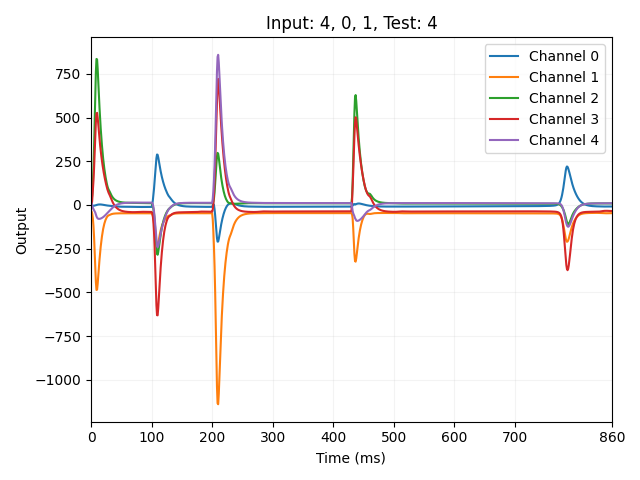 Input: 4, 0, 1, Test: 4
Channel 0
Channel 1
Channel 2
Channel 3
Channel 4
Output
750
500
250
0
−250
−500
−750
−1000
0 100 200 300 400 500 600 700 860
Time (ms)